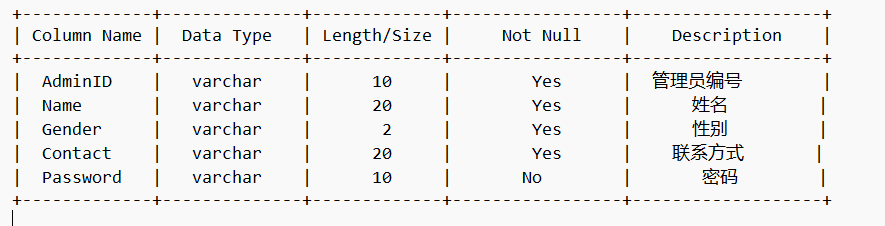 +-------------+--------------+-------------+-----------------+-------------------+
| Column Name |  Data Type   | Length/Size |     Not Null    |    Description    |
+-------------+--------------+-------------+-----------------+-------------------+
|  AdminID    |   varchar    |      10     |        Yes      |  管理员编号        |
|  Name       |   varchar    |      20     |        Yes      |      姓名         |
|  Gender     |   varchar    |       2     |        Yes      |      性别         |
|  Contact    |   varchar    |      20     |        Yes      |    联系方式       |
|  Password   |   varchar    |      10     |       No        |       密码        |
+-------------+--------------+-------------+-----------------+-------------------+